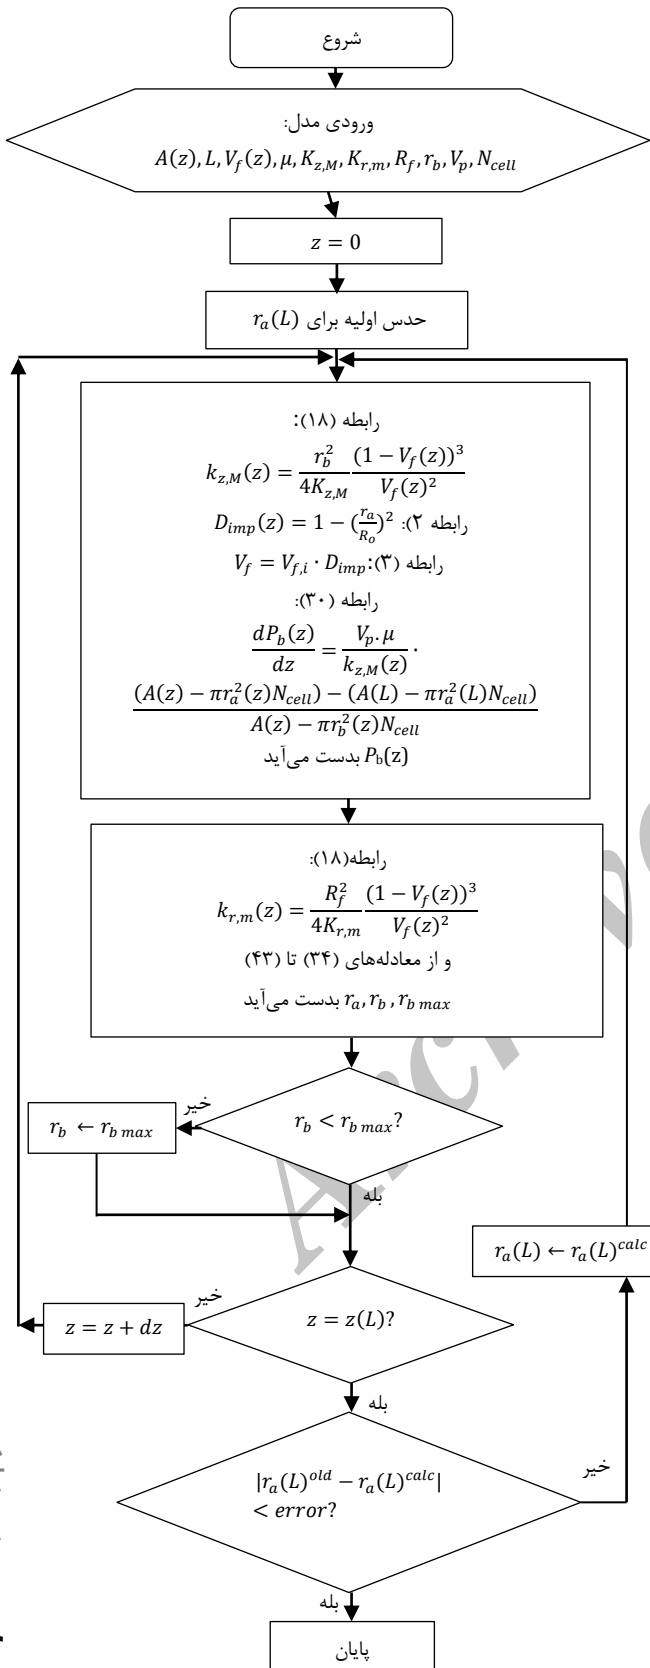 شروع
ورودی مدل:
A(z), L, V_f(z), μ, K_{z,M}, K_{r,m}, R_f, r_b, V_p, N_{cell}
z = 0
حدس اولیه برای r_a(L)
رابطه (۱۸):
k_{z,M}(z) = \frac{r_b^2}{4K_{z,M}} \frac{(1 − V_f(z))^3}{V_f(z)^2}
رابطه ۲): D_{imp}(z) = 1 − (\frac{r_a}{R_o})^2
رابطه (۳): V_f = V_{f,i} · D_{imp}
رابطه (۳۰):
\frac{dP_b(z)}{dz} = \frac{V_p.μ}{k_{z,M}(z)} ·
\frac{(A(z) − πr_a^2(z)N_{cell}) − (A(L) − πr_a^2(L)N_{cell})}{A(z) − πr_b^2(z)N_{cell}}
P_b(z) بدست می‌آید
رابطه(۱۸):
k_{r,m}(z) = \frac{R_f^2}{4K_{r,m}} \frac{(1 − V_f(z))^3}{V_f(z)^2}
و از معادله‌های (۳۴) تا (۴۳)
r_a, r_b , r_{b max} بدست می‌آید
r_b < r_{b max}?
خیر
r_b ← r_{b max}
بله
r_a(L) ← r_a(L)^{calc}
z = z(L)?
خیر
z = z + dz
بله
|r_a(L)^{old} − r_a(L)^{calc}|
< error?
خیر
بله
پایان